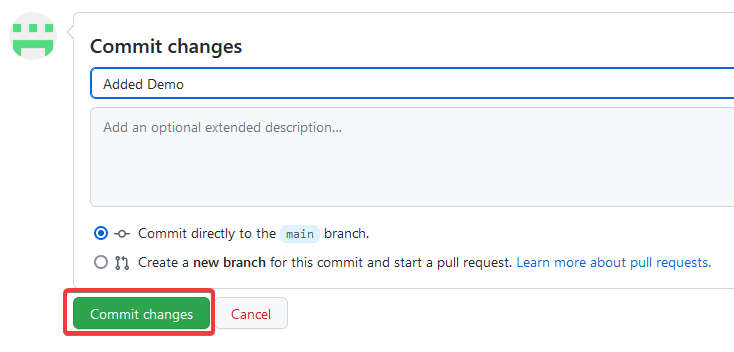 Commit changes
Added Demo
Add an optional extended description...
Commit directly to the main branch.
Create a new branch for this commit and start a pull request. Learn more about pull requests.
Commit changes Cancel